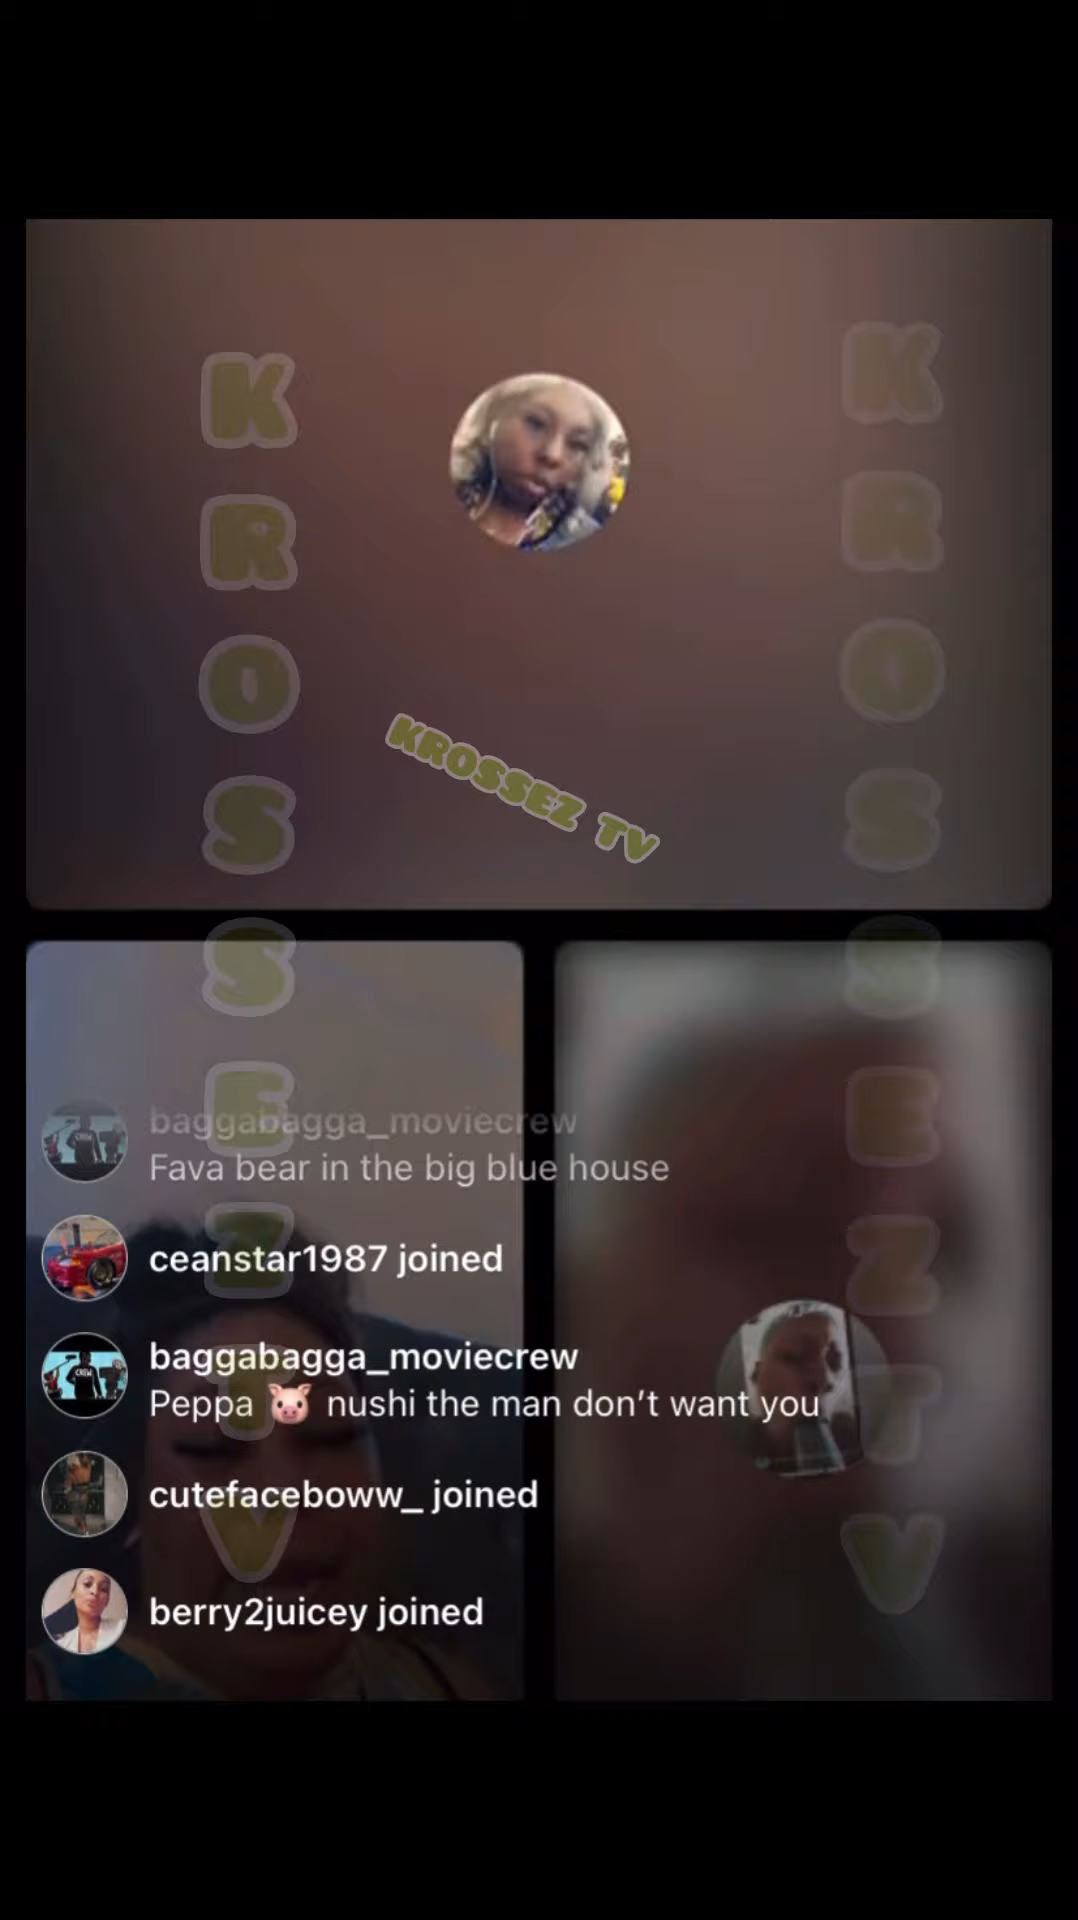 KROSSEZ TV
KROSSEZ TV
KROSSEZ TV
baggabagga_moviecrew
Fava bear in the big blue house
ceanstar1987 joined
CREW
baggabagga_moviecrew
Peppa 🐷 nushi the man don’t want you
cutefaceboww_ joined
berry2juicey joined